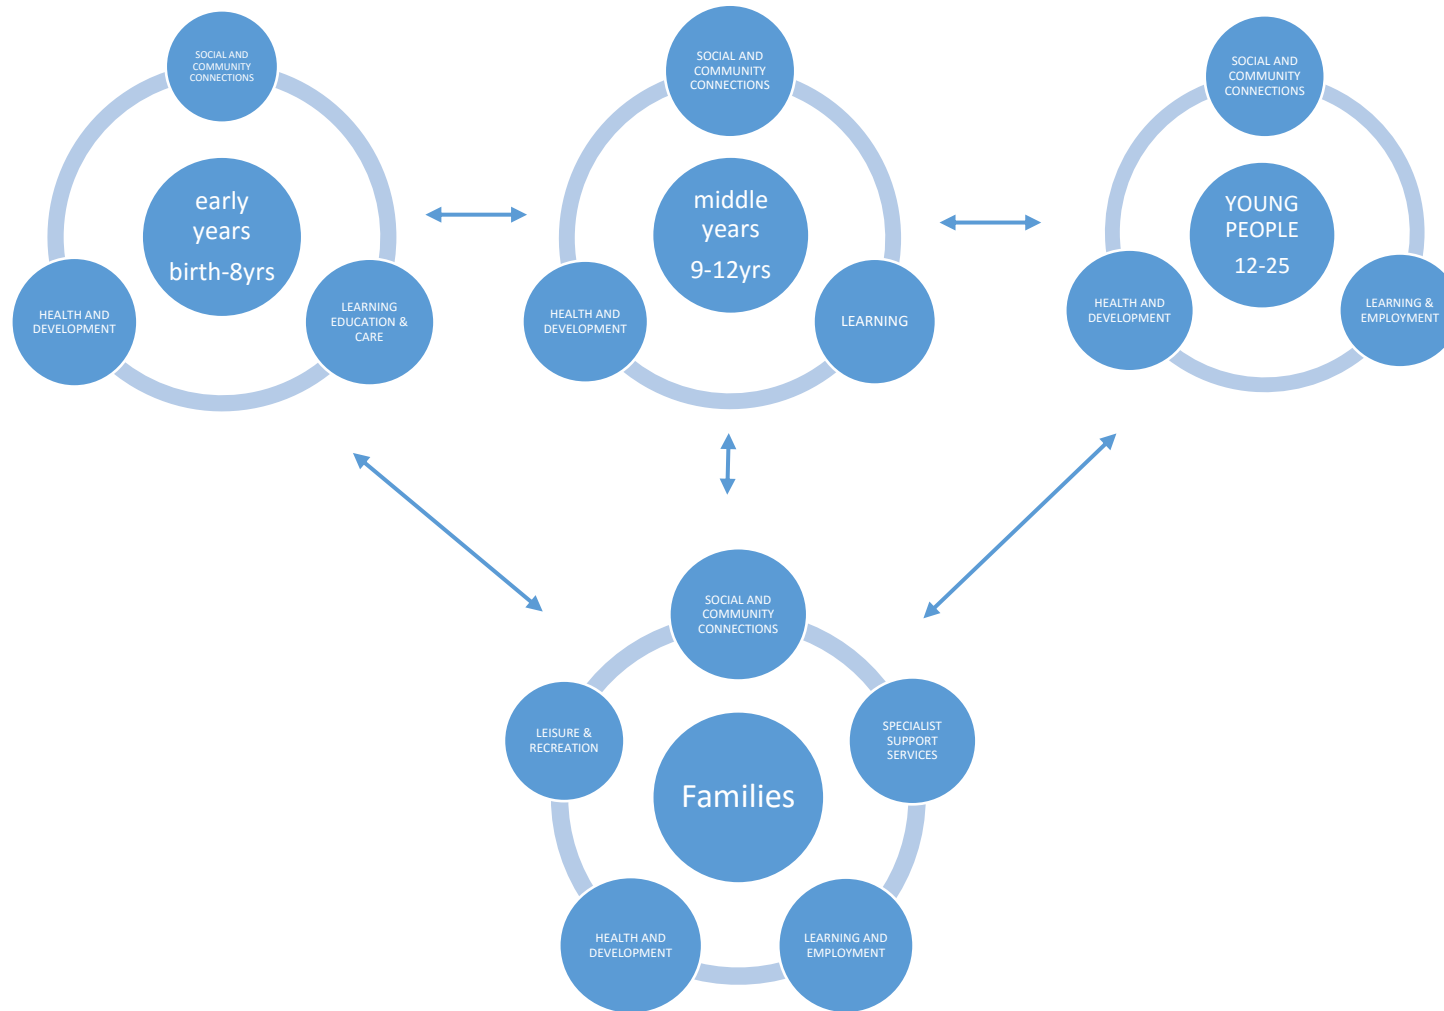 SOCIAL AND
COMMUNITY
CONNECTIONS
early
years
birth-8yrs
HEALTH AND
DEVELOPMENT
LEARNING
EDUCATION &
CARE
SOCIAL AND
COMMUNITY
CONNECTIONS
middle
years
9-12yrs
HEALTH AND
DEVELOPMENT
LEARNING
SOCIAL AND
COMMUNITY
CONNECTIONS
YOUNG
PEOPLE
12-25
HEALTH AND
DEVELOPMENT
LEARNING &
EMPLOYMENT
SOCIAL AND
COMMUNITY
CONNECTIONS
LEISURE &
RECREATION
SPECIALIST
SUPPORT
SERVICES
Families
HEALTH AND
DEVELOPMENT
LEARNING AND
EMPLOYMENT